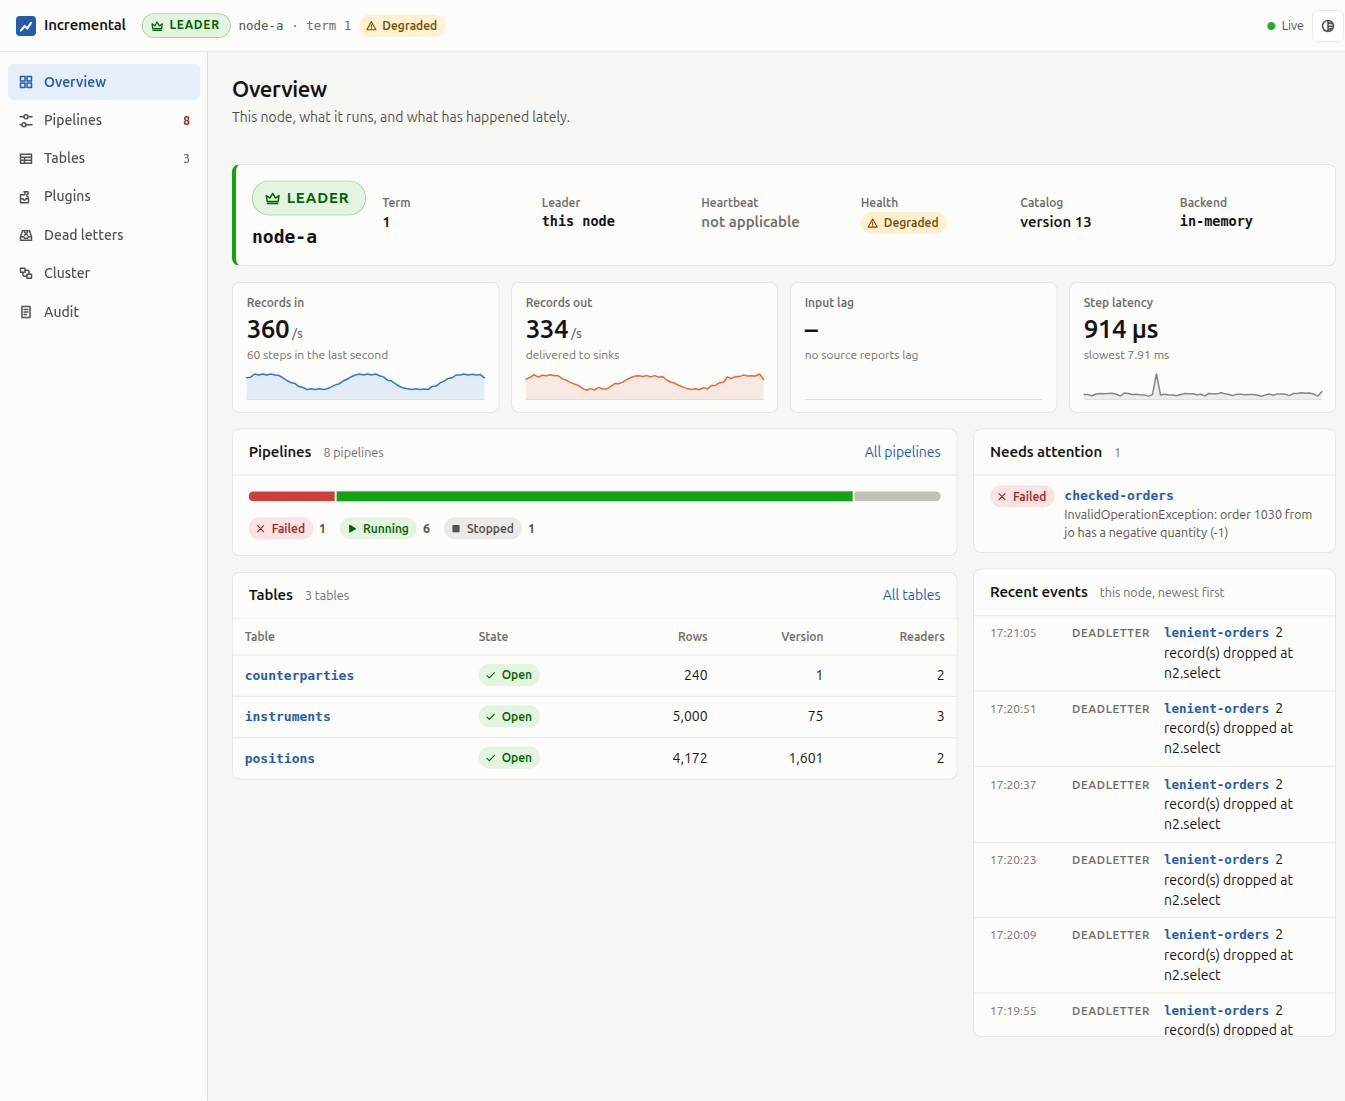 Incremental
LEADER
node-a · term 1
Degraded
Live
Overview
Pipelines 8
Tables 3
Plugins
Dead letters
Cluster
Audit
Overview
This node, what it runs, and what has happened lately.
LEADER
node-a
Term
1
Leader
this node
Heartbeat
not applicable
Health
Degraded
Catalog
version 13
Backend
in-memory
Records in
360 /s
60 steps in the last second
Records out
334 /s
delivered to sinks
Input lag
–
no source reports lag
Step latency
914 µs
slowest 7.91 ms
Pipelines 8 pipelines All pipelines
Failed 1 Running 6 Stopped 1
Needs attention 1
Failed checked-orders
InvalidOperationException: order 1030 from
jo has a negative quantity (-1)
Tables 3 tables All tables
Table State Rows Version Readers
counterparties Open 240 1 2
instruments Open 5,000 75 3
positions Open 4,172 1,601 2
Recent events this node, newest first
17:21:05 DEADLETTER lenient-orders 2
record(s) dropped at
n2.select
17:20:51 DEADLETTER lenient-orders 2
record(s) dropped at
n2.select
17:20:37 DEADLETTER lenient-orders 2
record(s) dropped at
n2.select
17:20:23 DEADLETTER lenient-orders 2
record(s) dropped at
n2.select
17:20:09 DEADLETTER lenient-orders 2
record(s) dropped at
n2.select
17:19:55 DEADLETTER lenient-orders 2
record(s) dropped at